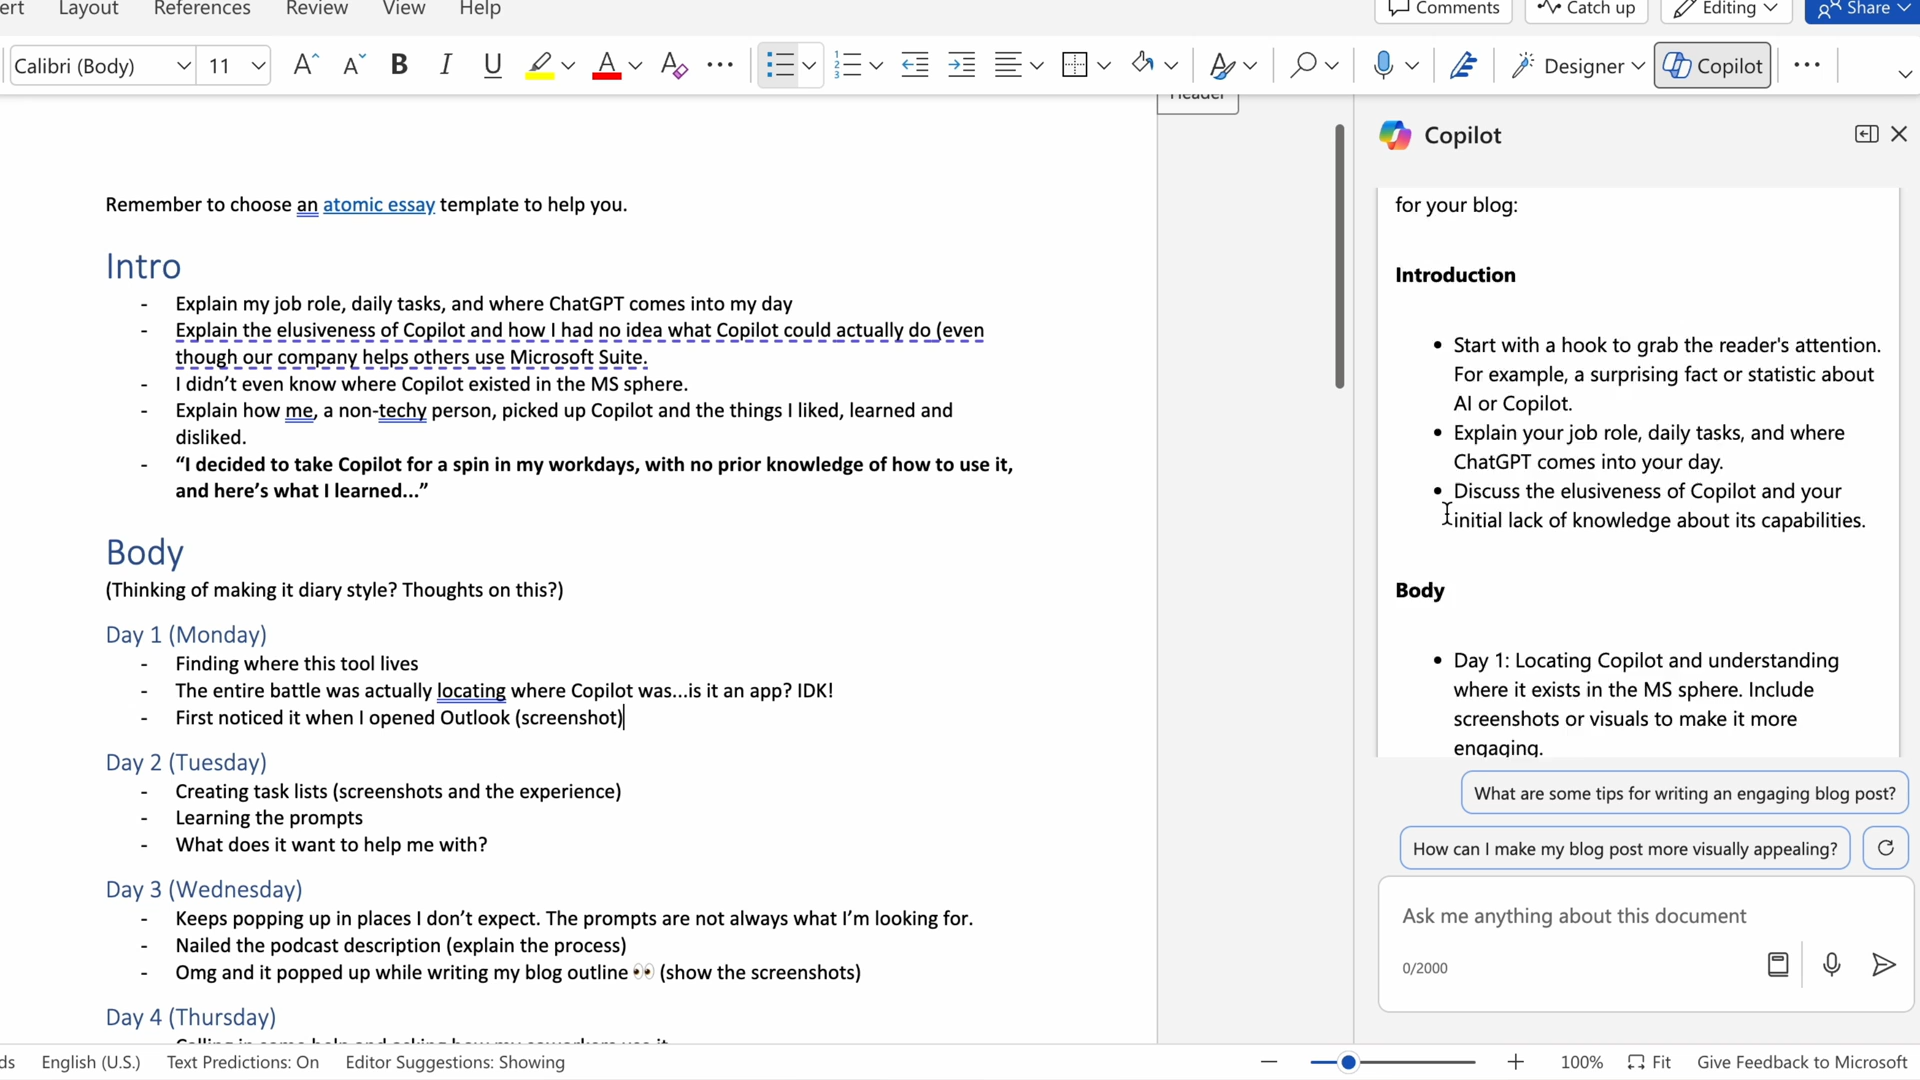 ert Layout References Review View Help Comments Catch up Editing Share
Calibri (Body) 11 A A B I U A A Designer Copilot
Header
Remember to choose an atomic essay template to help you.
Intro
- Explain my job role, daily tasks, and where ChatGPT comes into my day
- Explain the elusiveness of Copilot and how I had no idea what Copilot could actually do (even
though our company helps others use Microsoft Suite.
- I didn’t even know where Copilot existed in the MS sphere.
- Explain how me, a non-techy person, picked up Copilot and the things I liked, learned and
disliked.
- “I decided to take Copilot for a spin in my workdays, with no prior knowledge of how to use it,
and here’s what I learned...”
Body
(Thinking of making it diary style? Thoughts on this?)
Day 1 (Monday)
- Finding where this tool lives
- The entire battle was actually locating where Copilot was...is it an app? IDK!
- First noticed it when I opened Outlook (screenshot)
Day 2 (Tuesday)
- Creating task lists (screenshots and the experience)
- Learning the prompts
- What does it want to help me with?
Day 3 (Wednesday)
- Keeps popping up in places I don’t expect. The prompts are not always what I’m looking for.
- Nailed the podcast description (explain the process)
- Omg and it popped up while writing my blog outline 👀 (show the screenshots)
Day 4 (Thursday)
- Calling in some help and asking how my coworkers use it
Copilot
for your blog:
Introduction
• Start with a hook to grab the reader's attention.
For example, a surprising fact or statistic about
AI or Copilot.
• Explain your job role, daily tasks, and where
ChatGPT comes into your day.
• Discuss the elusiveness of Copilot and your
initial lack of knowledge about its capabilities.
Body
• Day 1: Locating Copilot and understanding
where it exists in the MS sphere. Include
screenshots or visuals to make it more
engaging.
What are some tips for writing an engaging blog post?
How can I make my blog post more visually appealing?
Ask me anything about this document
0/2000
ds English (U.S.) Text Predictions: On Editor Suggestions: Showing 100% Fit Give Feedback to Microsoft